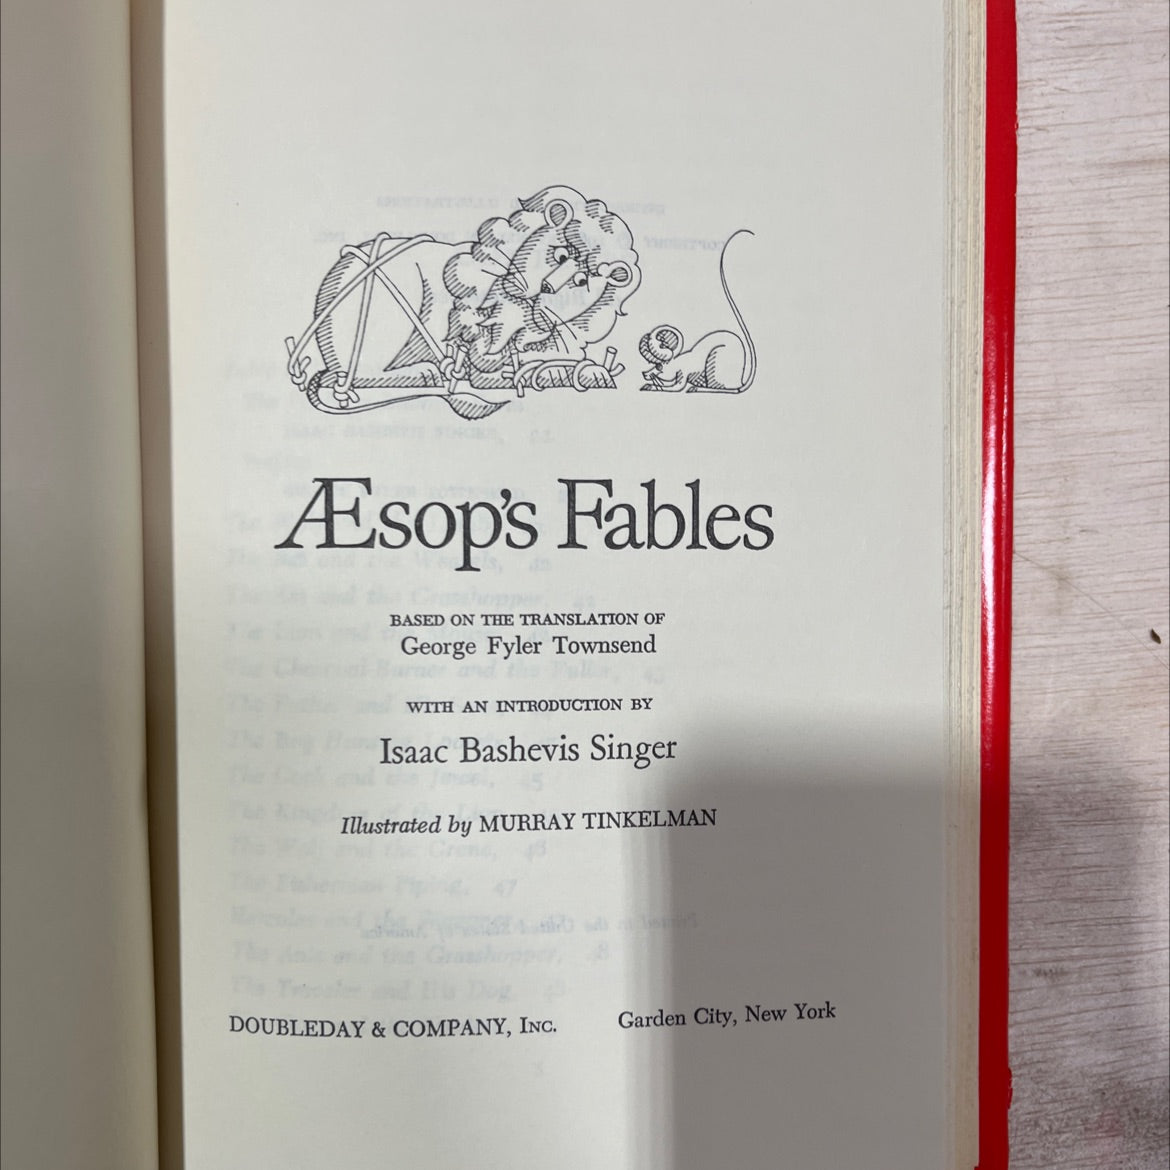 ÆSOP'S Fables
BASED ON THE TRANSLATION OF
George Fyler Townsend
WITH AN INTRODUCTION BY
Isaac Bashevis Singer
Illustrated by MURRAY TINKELMAN
DOUBLEDAY & COMPANY, INC. Garden City, New York